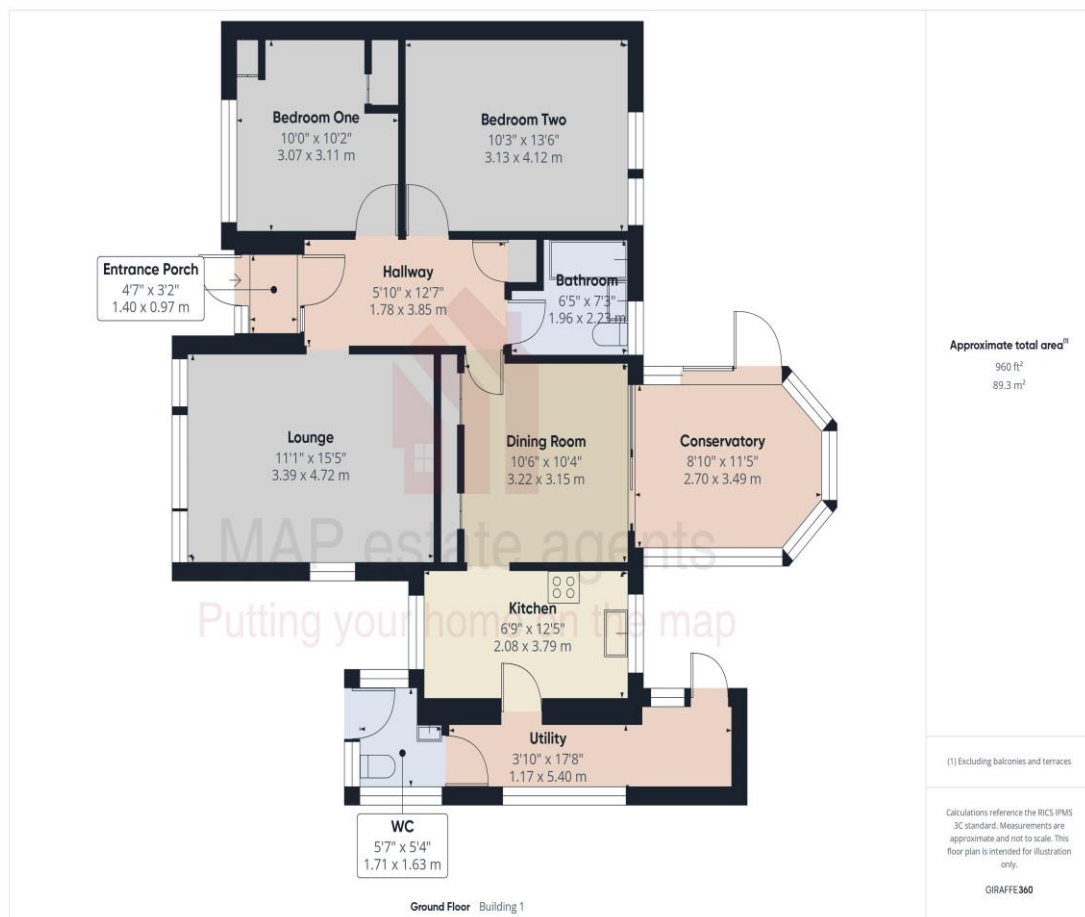 Bedroom One
10'0" x 10'2"
3.07 x 3.11 m
Bedroom Two
10'3" x 13'6"
3.13 x 4.12 m
Entrance Porch
4'7" x 3'2"
1.40 x 0.97 m
Hallway
5'10" x 12'7"
1.78 x 3.85 m
Bathroom
6'5" x 7'3"
1.96 x 2.23 m
Lounge
11'1" x 15'5"
3.39 x 4.72 m
Dining Room
10'6" x 10'4"
3.22 x 3.15 m
Conservatory
8'10" x 11'5"
2.70 x 3.49 m
MAP estate agents
Putting your home on the map
Kitchen
6'9" x 12'5"
2.08 x 3.79 m
Utility
3'10" x 17'8"
1.17 x 5.40 m
WC
5'7" x 5'4"
1.71 x 1.63 m
Ground Floor Building 1
Approximate total area(1)
960 ft²
89.3 m²
(1) Excluding balconies and terraces
Calculations reference the RICS IPMS
3C standard. Measurements are
approximate and not to scale. This
floor plan is intended for illustration
only.
GIRAFFE360